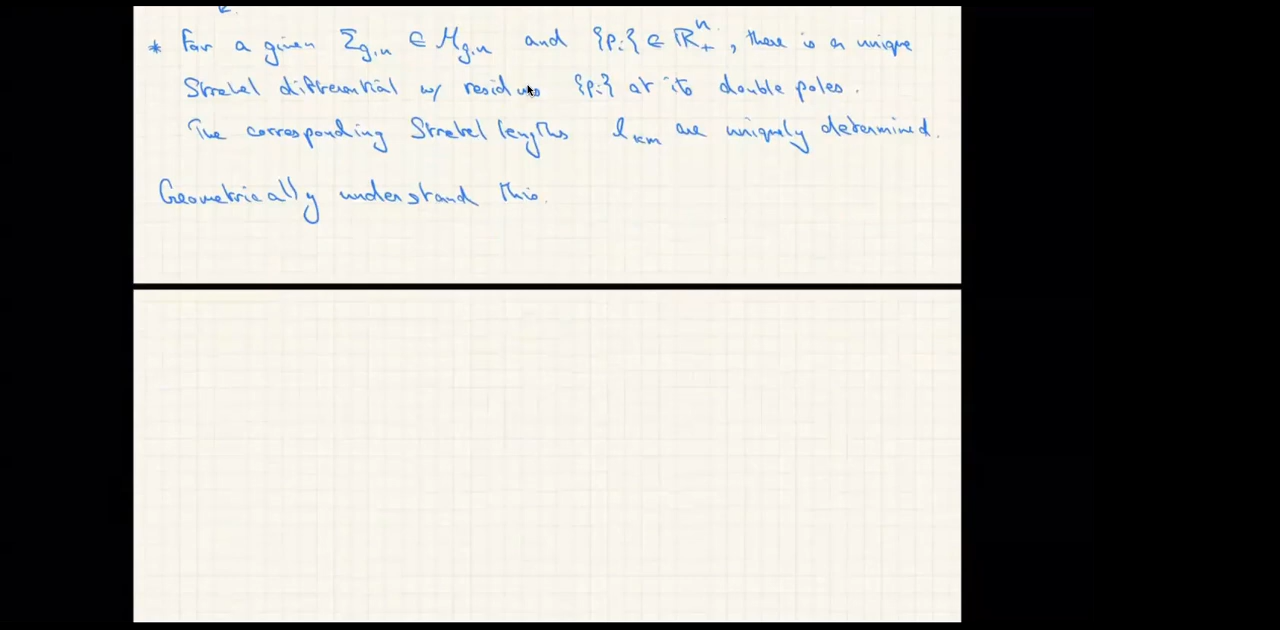 * For a given Σg,n ∈ Mg,n and {pi} ∈ ℝ₊ⁿ, there is a unique
Strebel differential w/ residues {pi} at its double poles.
The corresponding Strebel lengths lkm are uniquely determined.
Geometrically understand this.